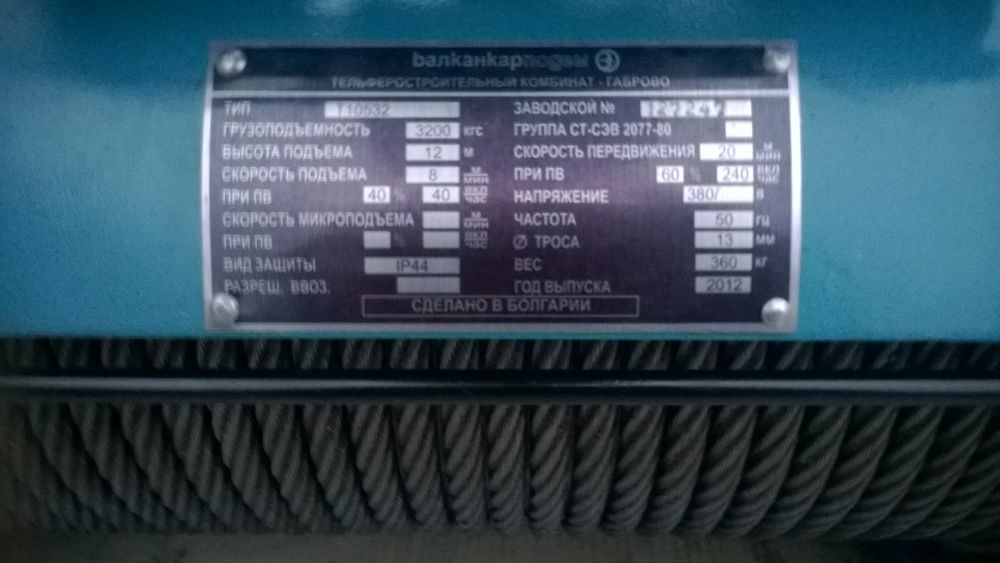 балканкарподем
ТЕЛЬФЕРОСТРОИТЕЛЬНЫЙ КОМБИНАТ - ГАБРОВО
ТИП Т10532
ГРУЗОПОДЪЕМНОСТЬ 3200 КГС
ВЫСОТА ПОДЪЕМА 12 М
СКОРОСТЬ ПОДЪЕМА 8 М/МИН
ПРИ ПВ 40 % 40 ВКЛ/ЧАС
СКОРОСТЬ МИКРОПОДЪЕМА М/МИН
ПРИ ПВ % ВКЛ/ЧАС
ВИД ЗАЩИТЫ IP44
РАЗРЕШ. ВВОЗ.
ЗАВОДСКОЙ № 127247
ГРУППА СТ-СЭВ 2077-80
СКОРОСТЬ ПЕРЕДВИЖЕНИЯ 20 М/МИН
ПРИ ПВ 60 % 240 ВКЛ/ЧАС
НАПРЯЖЕНИЕ 380/ В
ЧАСТОТА 50 ГЦ
Ø ТРОСА 13 ММ
ВЕС 360 КГ
ГОД ВЫПУСКА 2012
СДЕЛАНО В БОЛГАРИИ